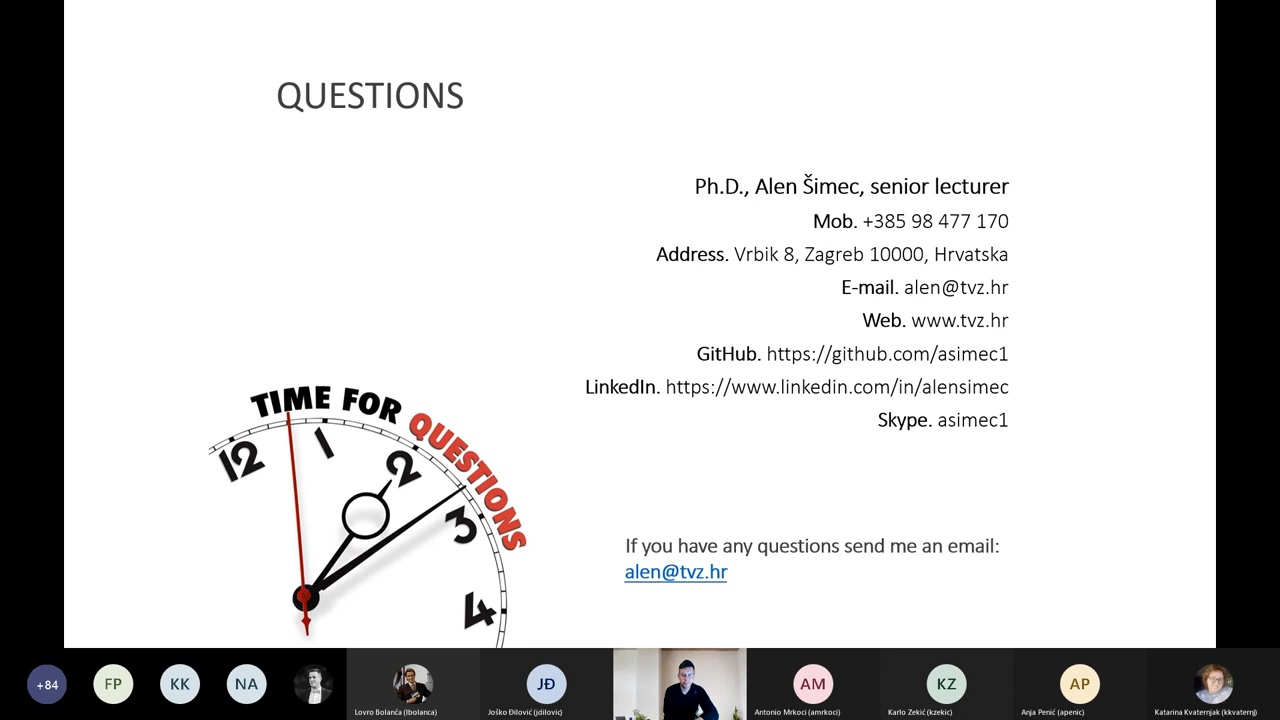 QUESTIONS
Ph.D., Alen Šimec, senior lecturer
Mob. +385 98 477 170
Address. Vrbik 8, Zagreb 10000, Hrvatska
E-mail. alen@tvz.hr
Web. www.tvz.hr
GitHub. https://github.com/asimec1
LinkedIn. https://www.linkedin.com/in/alensimec
Skype. asimec1
TIME FOR QUESTIONS
12 1 2 3 4
If you have any questions send me an email:
alen@tvz.hr
+84 FP KK NA JĐ AM KZ AP
Lovro Bolanča (lbolanca) Joško Đilović (jdilovic) Antonio Mrkoci (amrkoci) Karlo Zekić (kzekic) Anja Penić (apenic) Katarina Kvaternjak (kkvaternj)